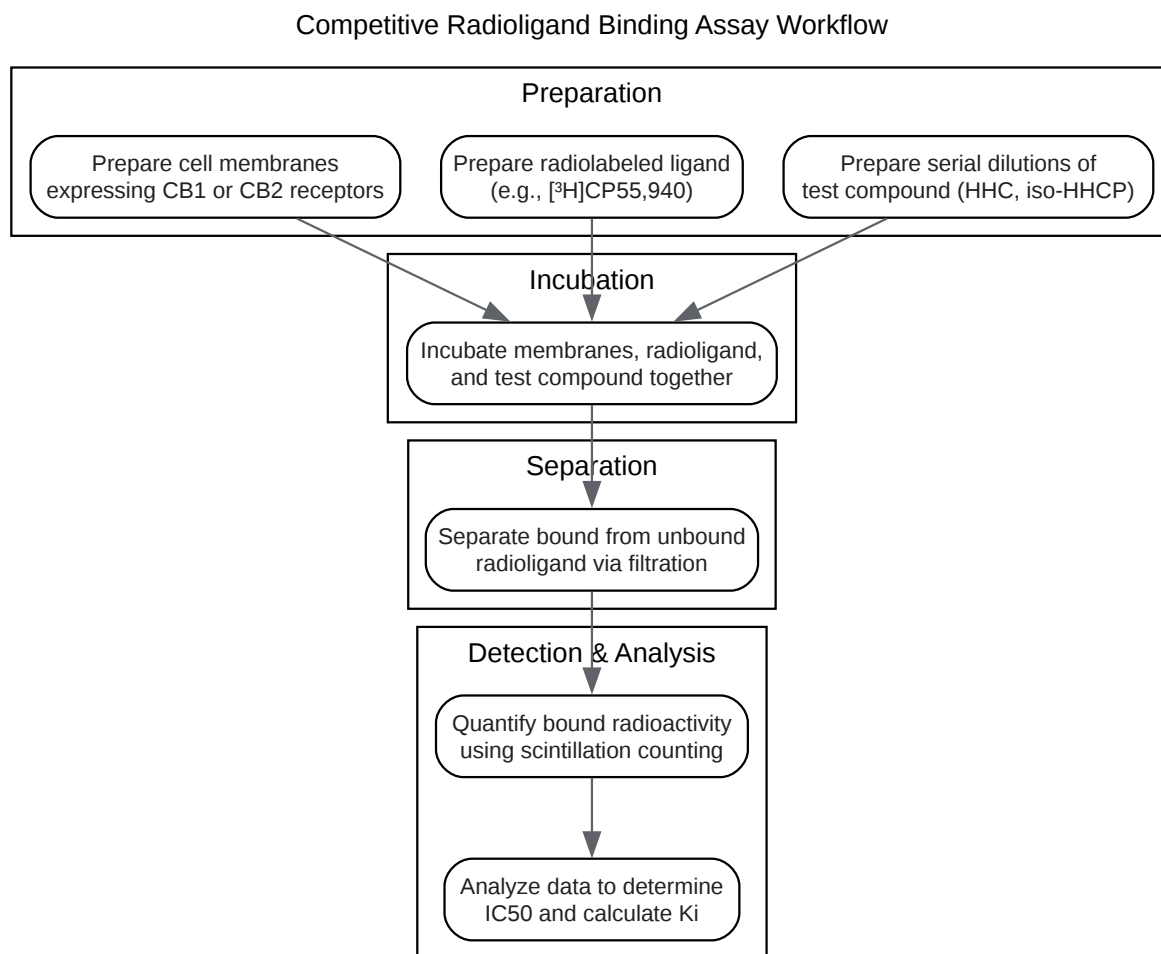 Competitive Radioligand Binding Assay Workflow
Preparation
Prepare cell membranes
expressing CB1 or CB2 receptors
Prepare radiolabeled ligand
(e.g., [³H]CP55,940)
Prepare serial dilutions of
test compound (HHC, iso-HHCP)
Incubation
Incubate membranes, radioligand,
and test compound together
Separation
Separate bound from unbound
radioligand via filtration
Detection & Analysis
Quantify bound radioactivity
using scintillation counting
Analyze data to determine
IC50 and calculate Ki